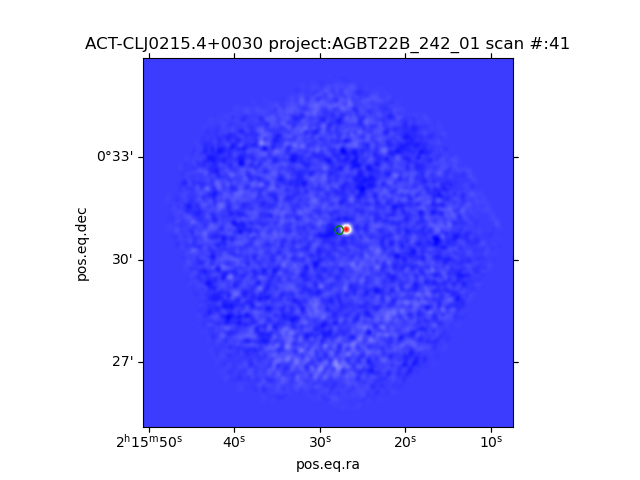 ACT-CLJ0215.4+0030 project:AGBT22B_242_01 scan #:41
pos.eq.dec
0°33'
30'
27'
2ʰ15ᵐ50ˢ 40ˢ 30ˢ 20ˢ 10ˢ
pos.eq.ra